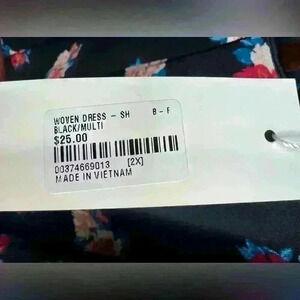 WOVEN DRESS - SH B - F
BLACK/MULTI
$25.00
00374669013 [2X]
MADE IN VIETNAM